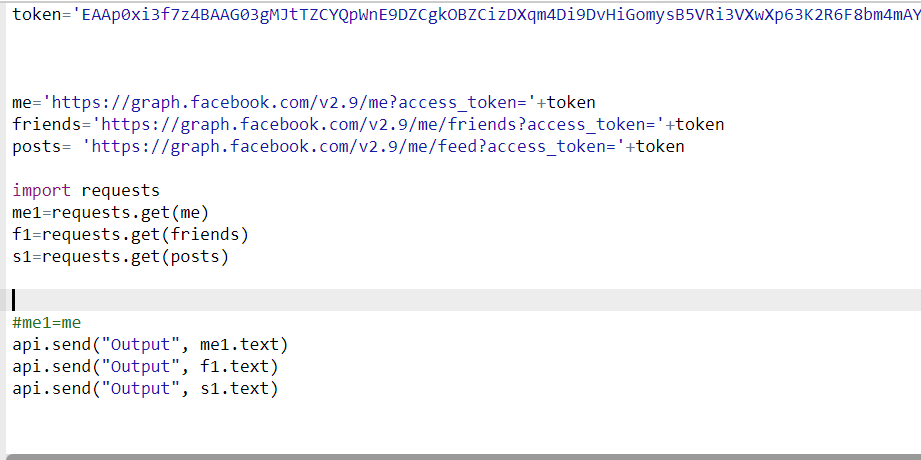 token='EAAp0xi3f7z4BAAG03gMJtTZCYQpWnE9DZCgkOBZCizDXqm4Di9DvHiGomysB5VRi3VXwXp63K2R6F8bm4mAY
me='https://graph.facebook.com/v2.9/me?access_token='+token
friends='https://graph.facebook.com/v2.9/me/friends?access_token='+token
posts= 'https://graph.facebook.com/v2.9/me/feed?access_token='+token
import requests
me1=requests.get(me)
f1=requests.get(friends)
s1=requests.get(posts)
#me1=me
api.send("Output", me1.text)
api.send("Output", f1.text)
api.send("Output", s1.text)